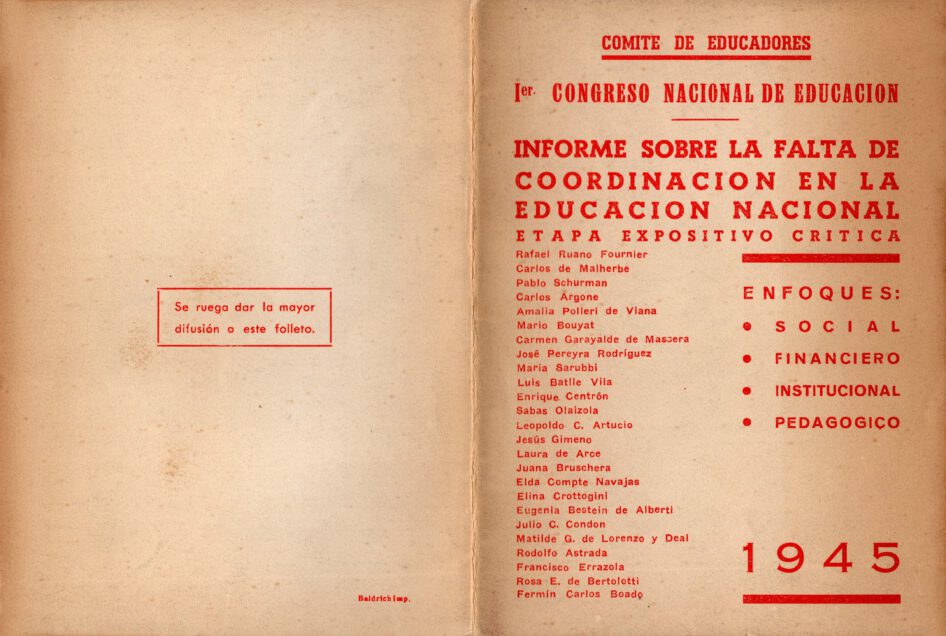 Se ruega dar la mayor
difusión a este folleto.
Baldrich Imp.
COMITE DE EDUCADORES
Ier. CONGRESO NACIONAL DE EDUCACION
INFORME SOBRE LA FALTA DE
COORDINACION EN LA
EDUCACION NACIONAL
ETAPA EXPOSITIVO CRITICA
Rafael Ruano Fournier
Carlos de Malherbe
Pablo Schurman
Carlos Árgone
Amalia Polleri de Viana
Mario Bouyat
Carmen Garayalde de Massera
José Pereyra Rodríguez
María Sarubbi
Luis Batlle Vila
Enrique Centrón
Sabas Olaizola
Leopoldo C. Artucio
Jesús Gimeno
Laura de Arce
Juana Bruschera
Elda Compte Navajas
Elina Crottogini
Eugenia Bestein de Alberti
Julio C. Condon
Matilde G. de Lorenzo y Deal
Rodolfo Astrada
Francisco Errazola
Rosa E. de Bertolotti
Fermín Carlos Boado
ENFOQUES:
• SOCIAL
• FINANCIERO
• INSTITUCIONAL
• PEDAGOGICO
1945